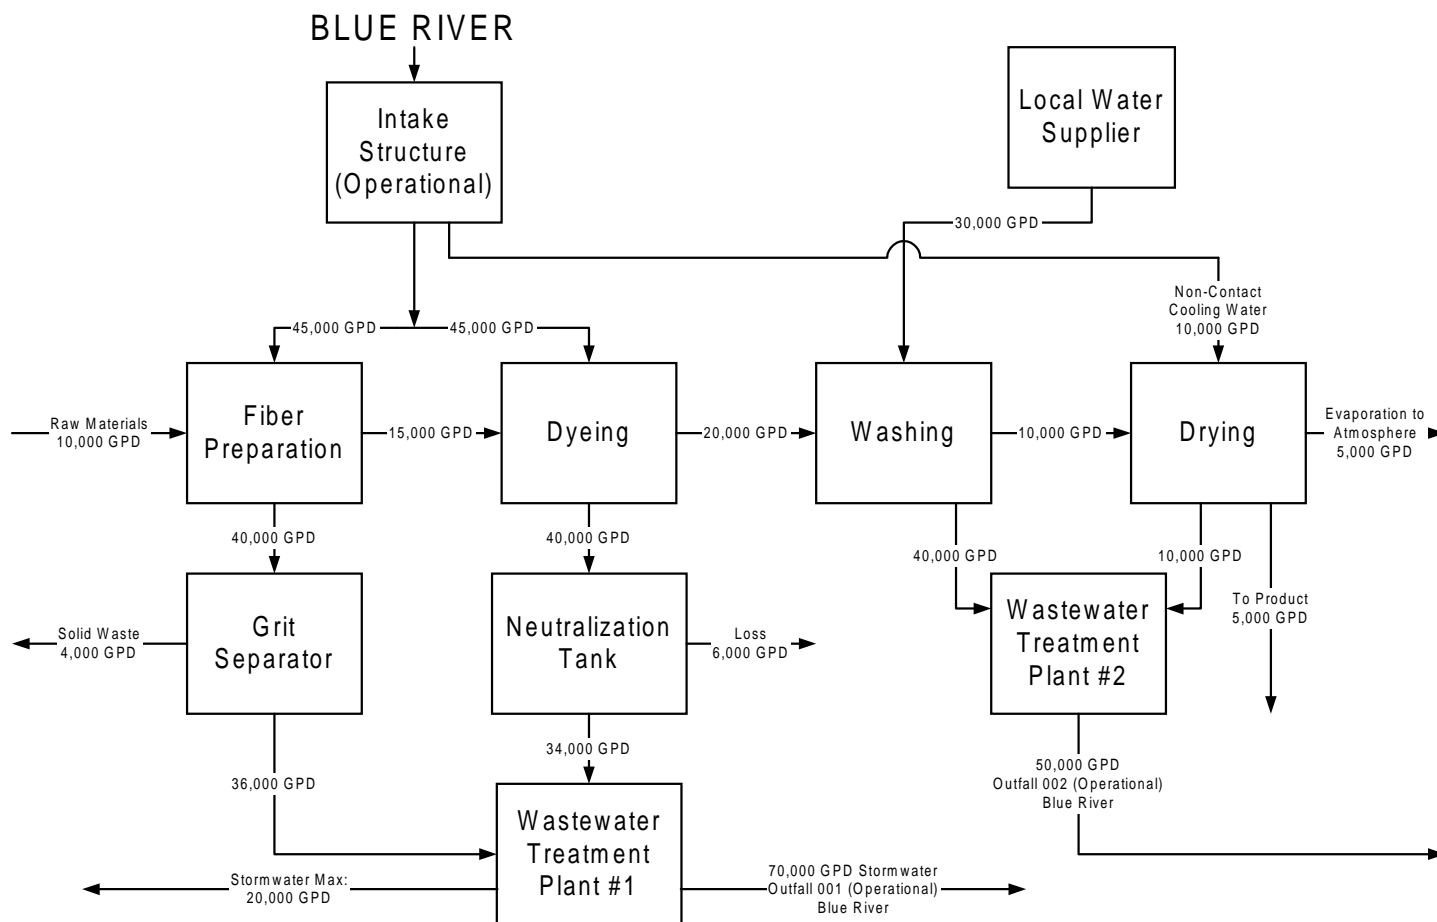 BLUE RIVER
Intake
Structure
(Operational)
Local Water
Supplier
30,000 GPD
Non-Contact
Cooling Water
10,000 GPD
45,000 GPD
45,000 GPD
Raw Materials
10,000 GPD
Fiber
Preparation
15,000 GPD
Dyeing
20,000 GPD
Washing
10,000 GPD
Drying
Evaporation to
Atmosphere
5,000 GPD
40,000 GPD
40,000 GPD
40,000 GPD
10,000 GPD
Solid Waste
4,000 GPD
Grit
Separator
Neutralization
Tank
Loss
6,000 GPD
Wastewater
Treatment
Plant #2
To Product
5,000 GPD
36,000 GPD
34,000 GPD
50,000 GPD
Outfall 002 (Operational)
Blue River
Wastewater
Treatment
Plant #1
Stormwater Max:
20,000 GPD
70,000 GPD Stormwater
Outfall 001 (Operational)
Blue River